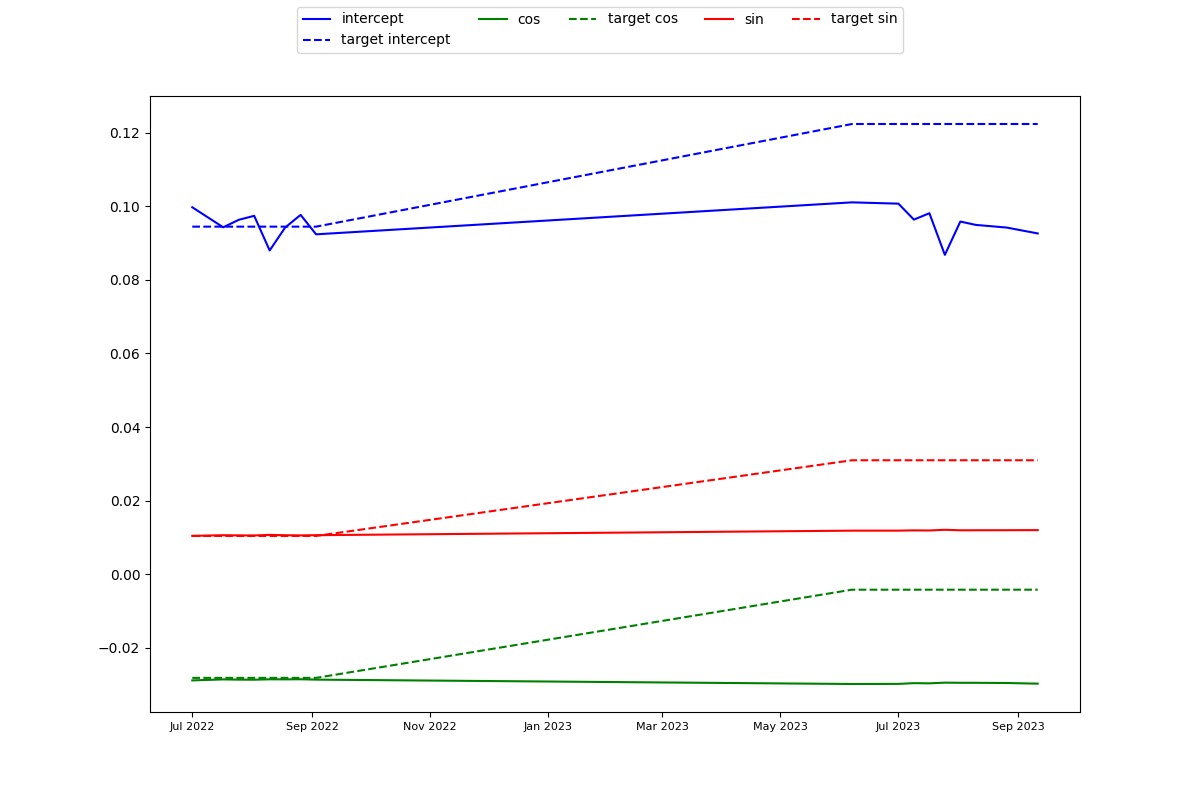 intercept cos target cos sin target sin
target intercept
0.12
0.10
0.08
0.06
0.04
0.02
0.00
−0.02
Jul 2022 Sep 2022 Nov 2022 Jan 2023 Mar 2023 May 2023 Jul 2023 Sep 2023